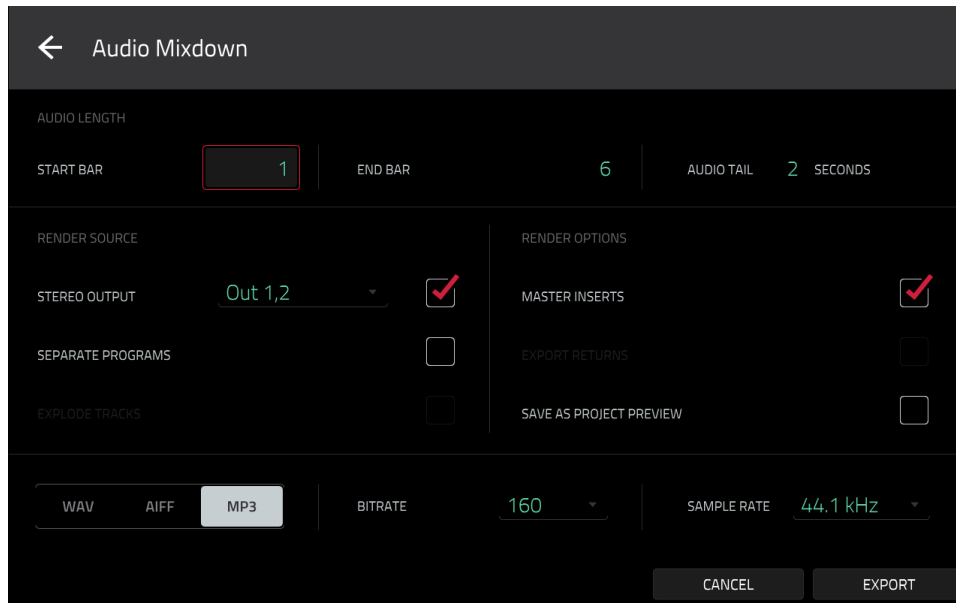 Audio Mixdown
AUDIO LENGTH
START BAR 1 END BAR 6 AUDIO TAIL 2 SECONDS
RENDER SOURCE RENDER OPTIONS
STEREO OUTPUT Out 1,2 MASTER INSERTS
SEPARATE PROGRAMS EXPORT RETURNS
EXPLODE TRACKS SAVE AS PROJECT PREVIEW
WAV AIFF MP3 BITRATE 160 SAMPLE RATE 44.1 kHz
CANCEL EXPORT